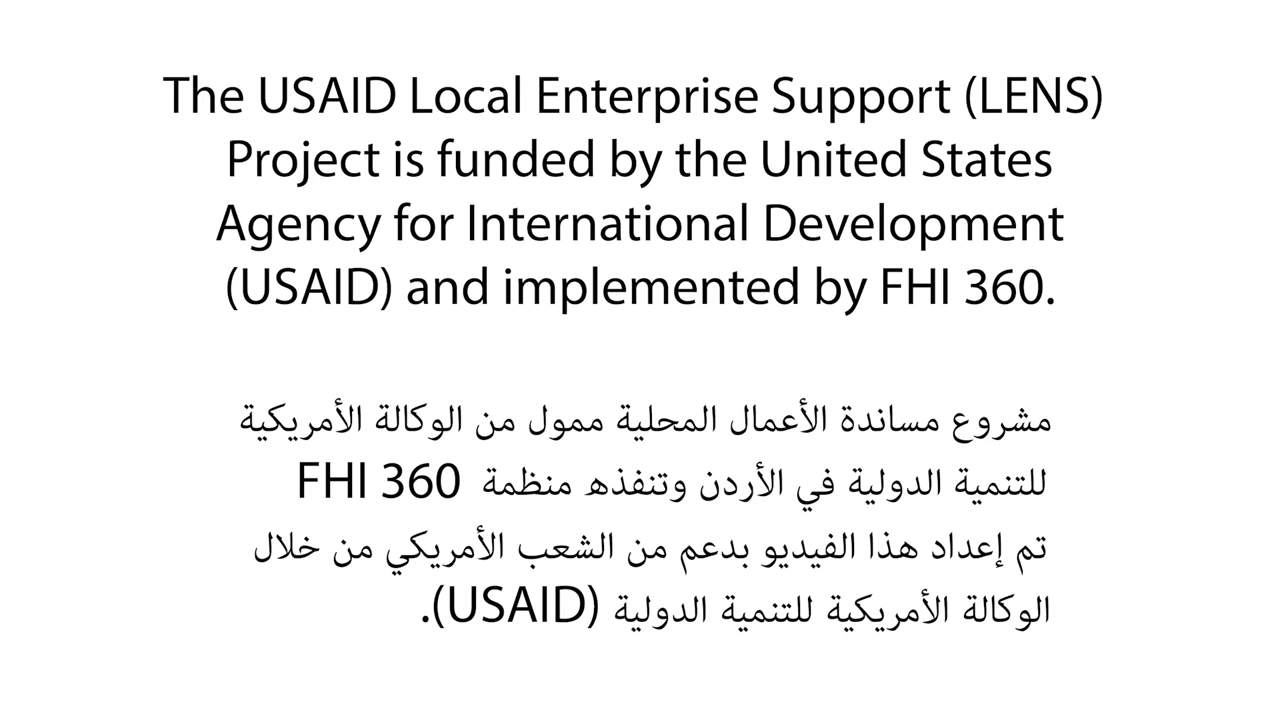 The USAID Local Enterprise Support (LENS)
Project is funded by the United States
Agency for International Development
(USAID) and implemented by FHI 360.
مشروع مساندة الأعمال المحلية ممول من الوكالة الأمريكية
للتنمية الدولية في الأردن وتنفذه منظمة FHI 360
تم إعداد هذا الفيديو بدعم من الشعب الأمريكي من خلال
الوكالة الأمريكية للتنمية الدولية (USAID).